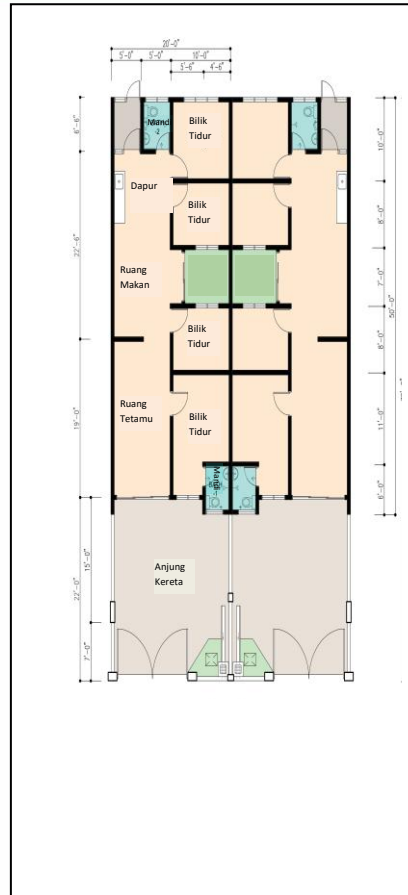 20'-0"
5'-0" 5'-0" 10'-0"
5'-6" 4'-6"
6'-6"
10'-0"
Mandi
2
Bilik
Tidur
Dapur
Bilik
Tidur
8'-0"
22'-6"
Ruang
Makan
7'-0"
50'-0"
Bilik
Tidur
8'-0"
Ruang
Tetamu
Bilik
Tidur
19'-0"
11'-0"
6'-0"
Anjung
Kereta
15'-0"
22'-0"
7'-0"